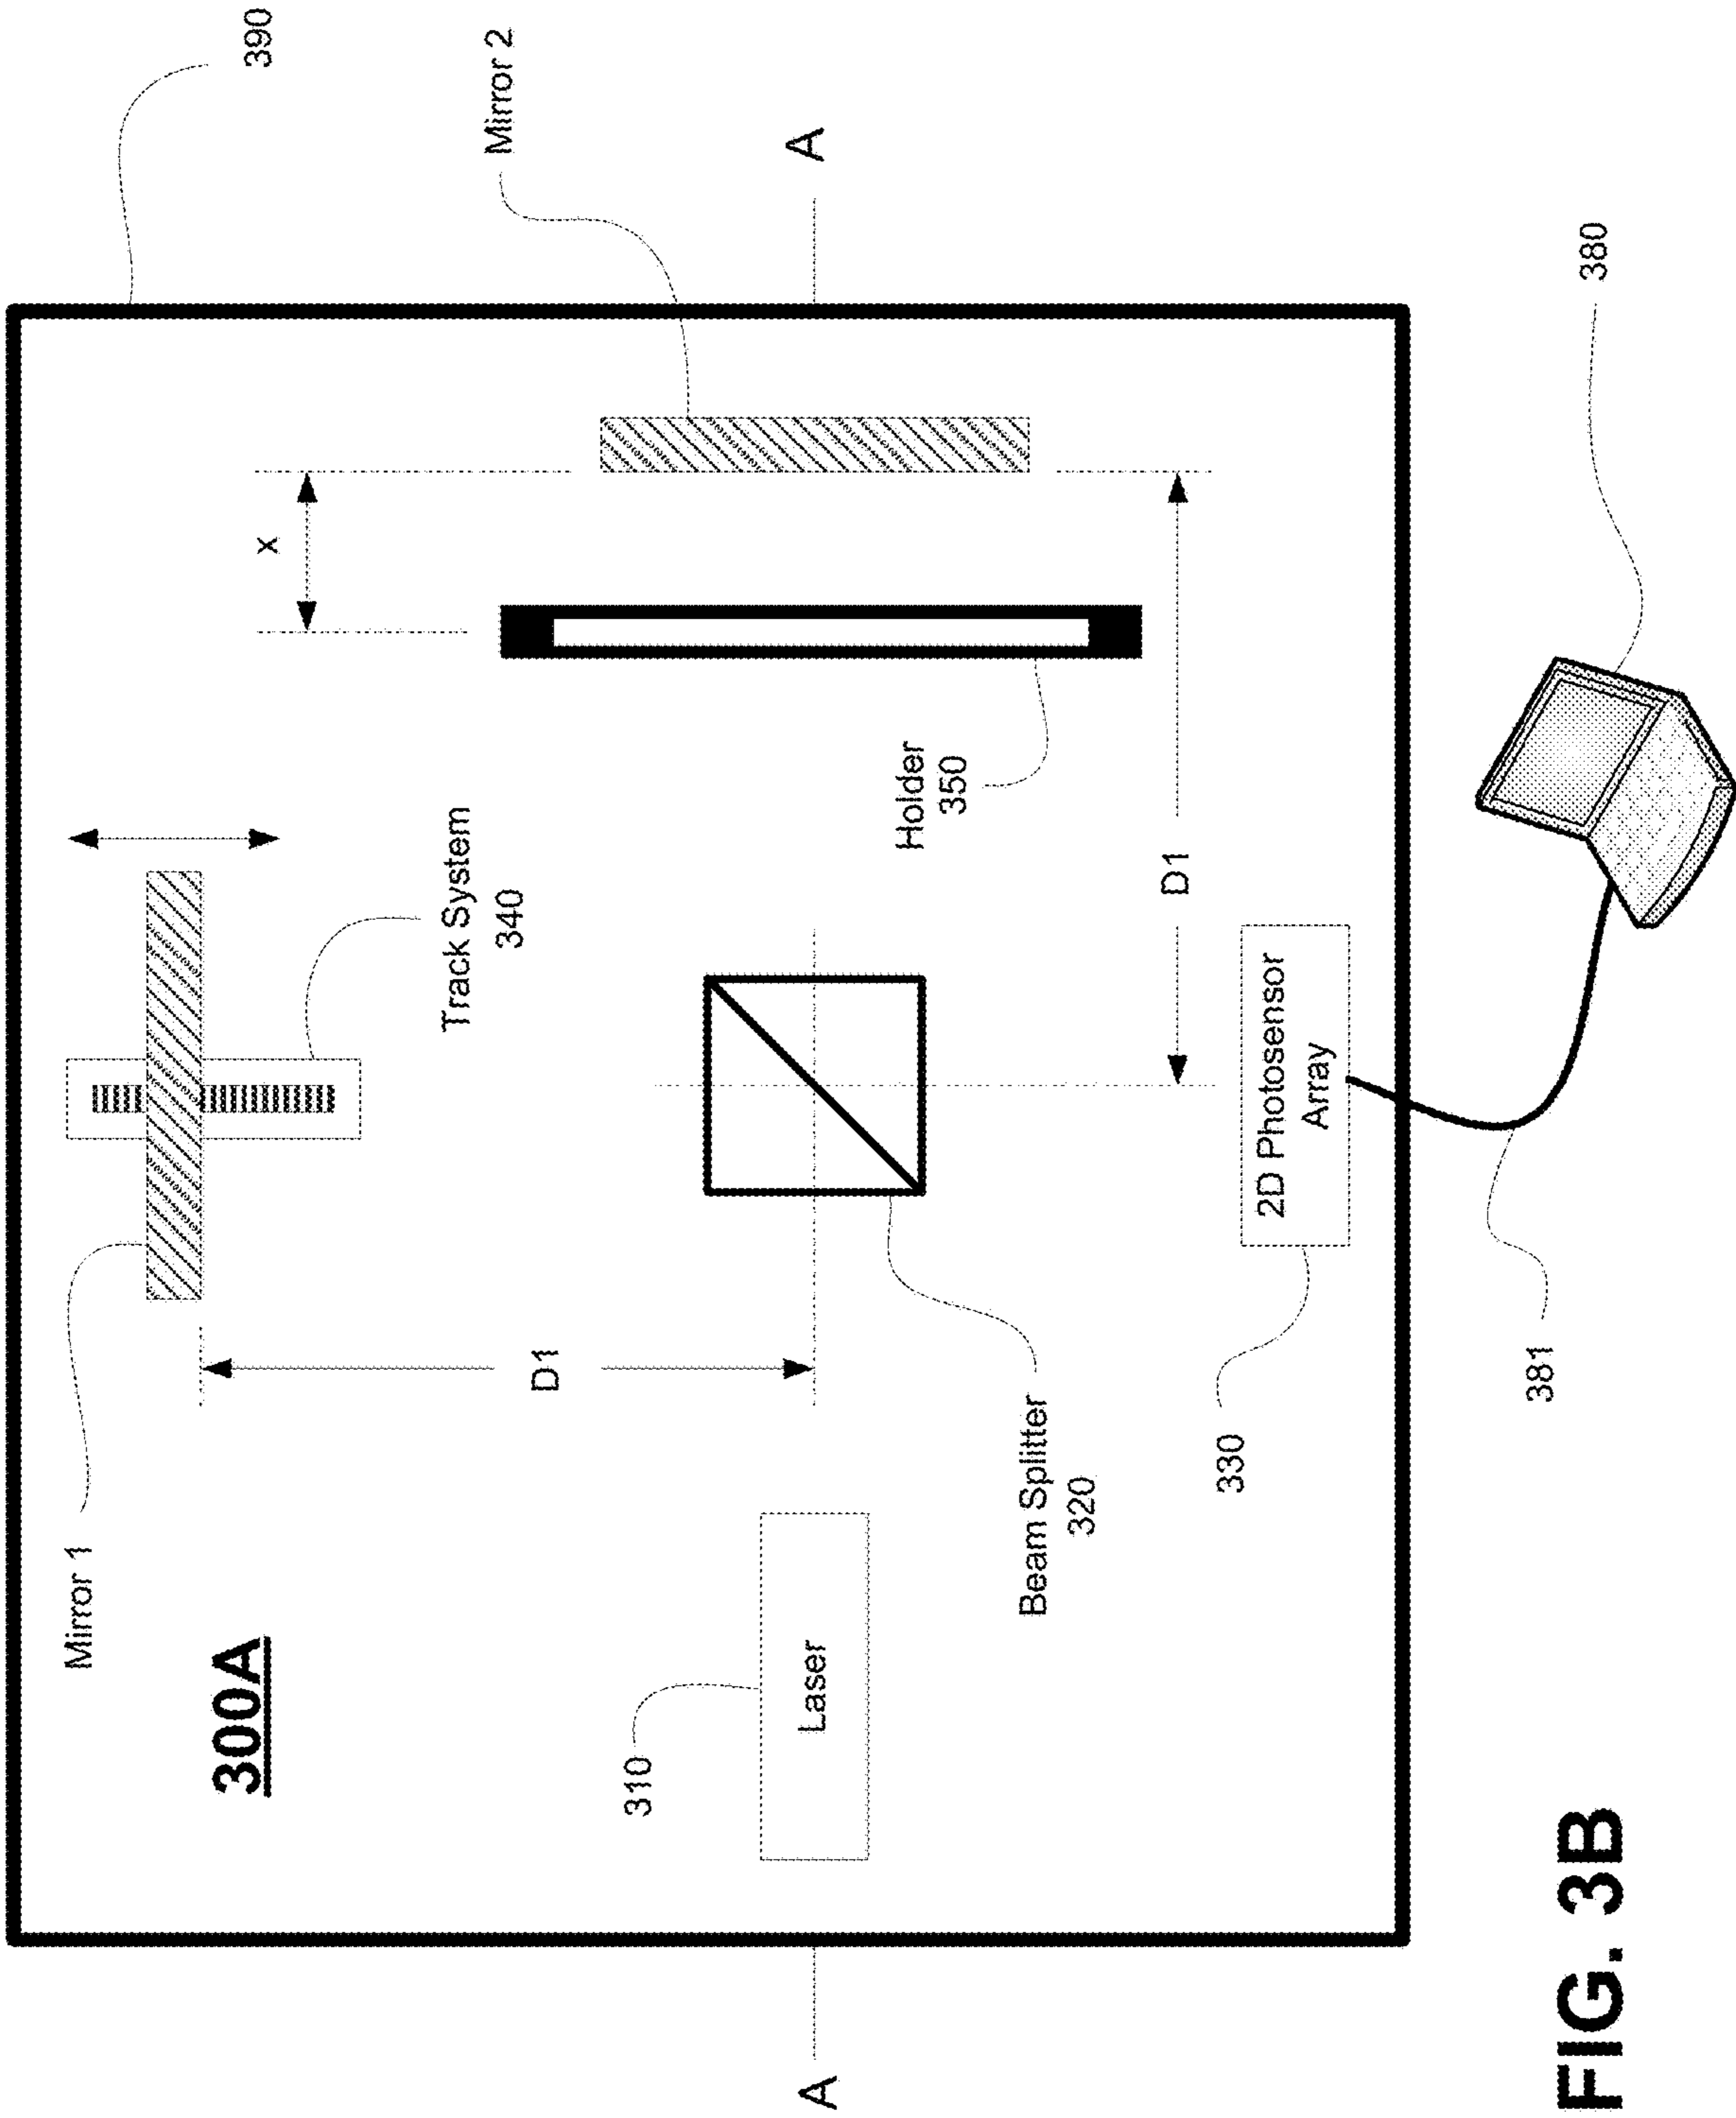 390
Mirror 2
A
x
380
Track System
340
Holder
350
D1
2D Photosensor
Array
D1
381
Mirror 1
Beam Splitter
320
330
300A
310
Laser
A
FIG. 3B